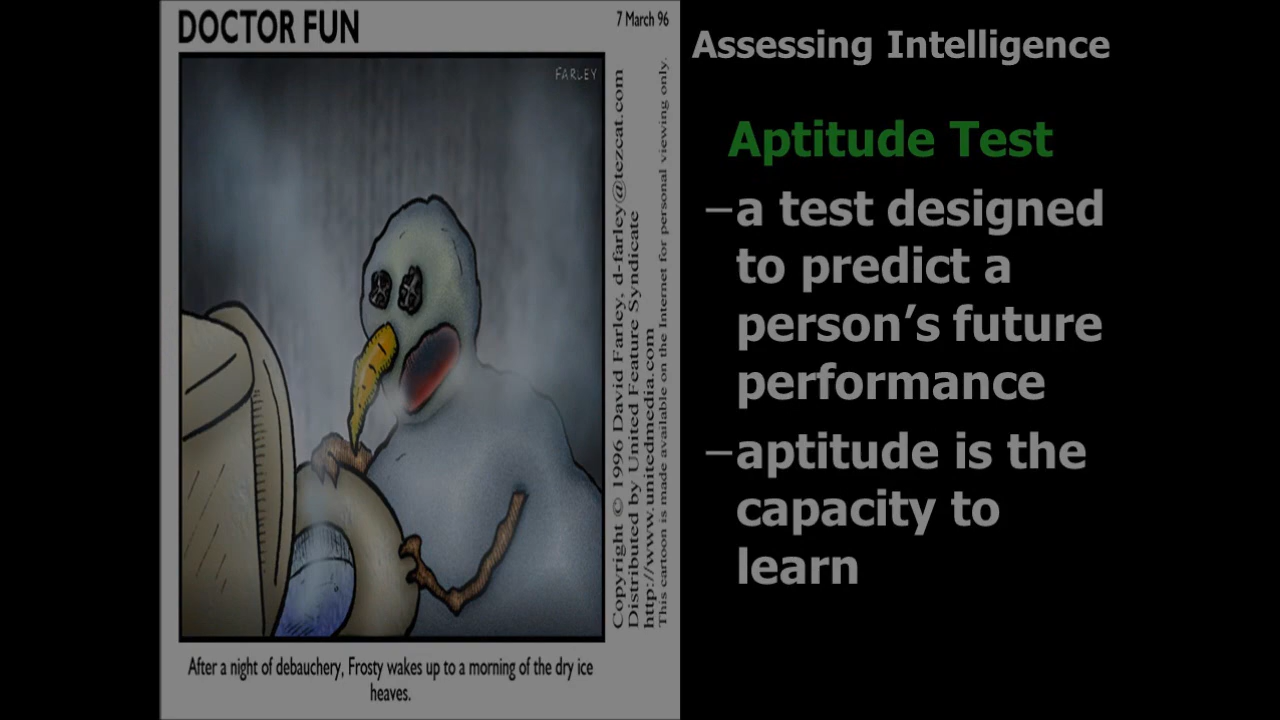 DOCTOR FUN
7 March 96
FARLEY
Copyright © 1996 David Farley, d-farley@tezcat.com
Distributed by United Feature Syndicate
http://www.unitedmedia.com
This cartoon is made available on the Internet for personal viewing only.
After a night of debauchery, Frosty wakes up to a morning of the dry ice
heaves.
Assessing Intelligence
Aptitude Test
–a test designed
to predict a
person’s future
performance
–aptitude is the
capacity to
learn